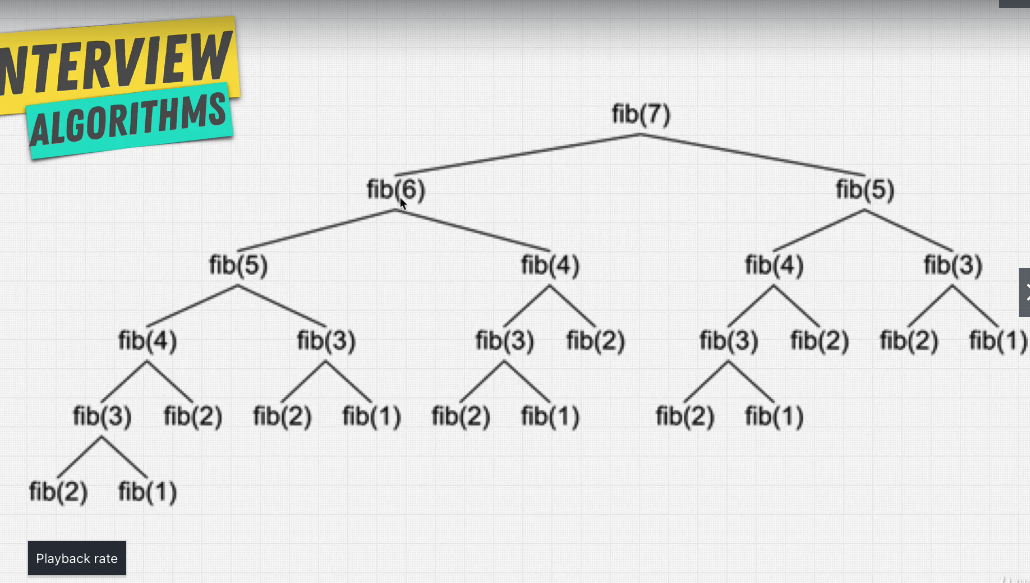 NTERVIEW
ALGORITHMS
fib(7)
fib(6) fib(5)
fib(5) fib(4) fib(4) fib(3)
fib(4) fib(3) fib(3) fib(2) fib(3) fib(2) fib(2) fib(1)
fib(3) fib(2) fib(2) fib(1) fib(2) fib(1) fib(2) fib(1)
fib(2) fib(1)
Playback rate